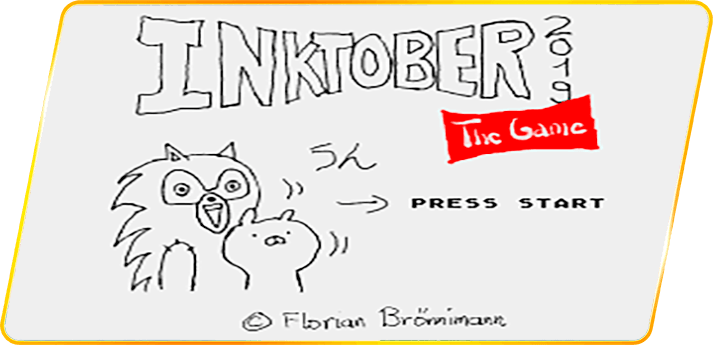 INKTOBER
2019
The Game
うん
→ PRESS START
© Florian Brönnimann